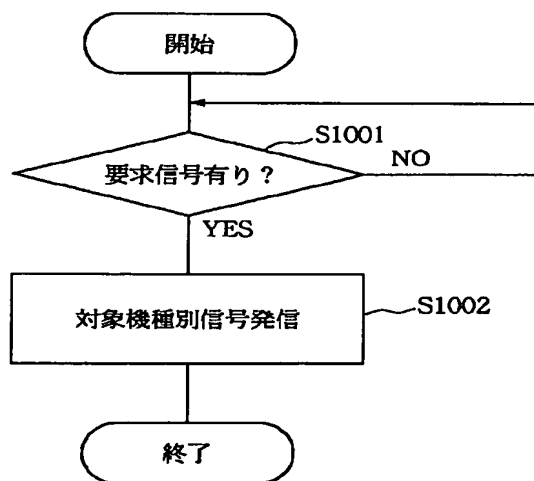 開始
S1001
要求信号有り?
NO
YES
対象機種別信号発信
S1002
終了